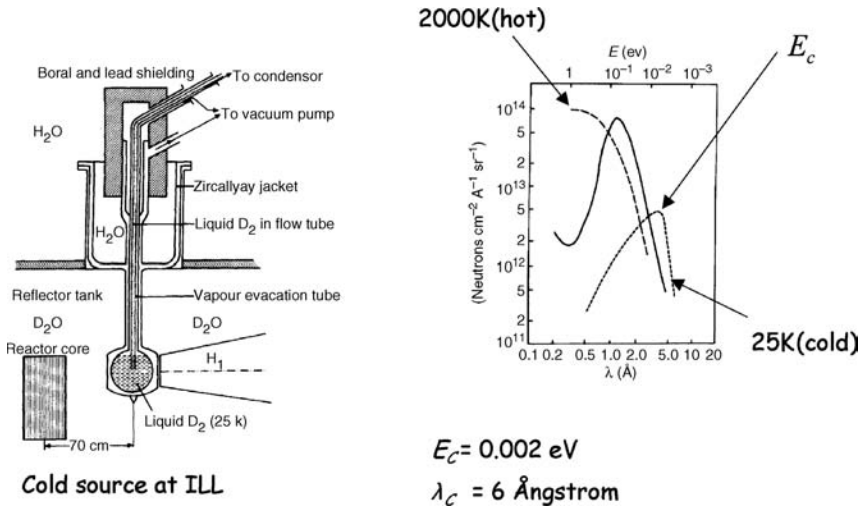 Boral and lead shielding
To condensor
To vacuum pump
H₂O
Zircallyay jacket
H₂O
Liquid D₂ in flow tube
Reflector tank
Vapour evacation tube
D₂O
D₂O
Reactor core
H₁
Liquid D₂ (25 k)
70 cm
Cold source at ILL
2000K(hot)
E (ev)
E_c
1 10⁻¹ 10⁻² 10⁻³
(Neutrons cm⁻² A⁻¹ sr⁻¹)
10¹⁴
5
2
10¹³
5
2
10¹²
5
2
10¹¹
0.1 0.2 0.5 1.0 2.0 5.0 10 20
λ (Å)
25K(cold)
E_C = 0.002 eV
λ_C = 6 Ångstrom